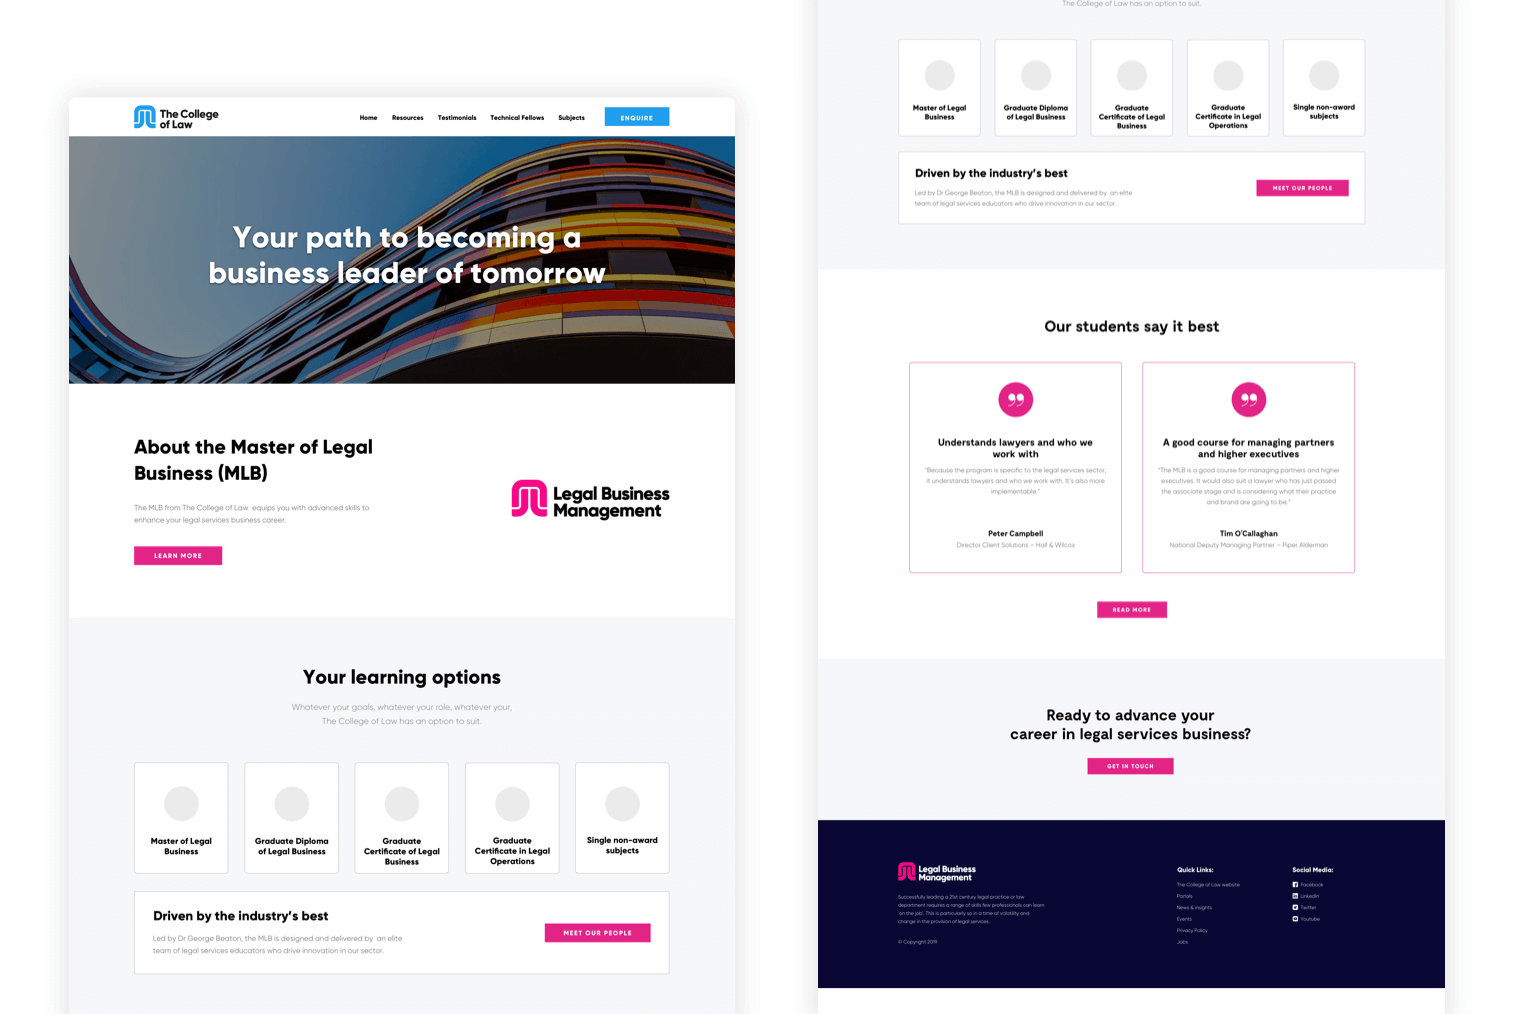 The College
of Law
Home Resources Testimonials Technical Fellows Subjects ENQUIRE
Your path to becoming a
business leader of tomorrow
About the Master of Legal
Business (MLB)
The MLB from The College of Law equips you with advanced skills to
enhance your legal services business career.
LEARN MORE
Legal Business
Management
Your learning options
Whatever your goals, whatever your role, whatever your,
The College of Law has an option to suit.
Master of Legal
Business
Graduate Diploma
of Legal Business
Graduate
Certificate of Legal
Business
Graduate
Certificate in Legal
Operations
Single non-award
subjects
Driven by the industry's best
Led by Dr George Beaton, the MLB is designed and delivered by an elite
team of legal services educators who drive innovation in our sector.
MEET OUR PEOPLE
The College of Law has an option to suit.
Master of Legal
Business
Graduate Diploma
of Legal Business
Graduate
Certificate of Legal
Business
Graduate
Certificate in Legal
Operations
Single non-award
subjects
Driven by the industry's best
Led by Dr George Beaton, the MLB is designed and delivered by an elite
team of legal services educators who drive innovation in our sector.
MEET OUR PEOPLE
Our students say it best
Understands lawyers and who we
work with
"Because the program is specific to the legal services sector,
it understands lawyers and who we work with. It's also more
implementable."
Peter Campbell
Director Client Solutions – Hall & Wilcox
A good course for managing partners
and higher executives
"The MLB is a good course for managing partners and higher
executives. It would also suit a lawyer who has just passed
the associate stage and is considering what their practice
and brand are going to be."
Tim O'Callaghan
National Deputy Managing Partner – Piper Alderman
READ MORE
Ready to advance your
career in legal services business?
GET IN TOUCH
Legal Business
Management
Successfully leading a 21st century legal practice or law
department requires a range of skills few professionals can learn
'on the job'. This is particularly so in a time of volatility and
change in the provision of legal services.
© Copyright 2019
Quick Links:
The College of Law website
Portals
News & Insights
Events
Privacy Policy
Jobs
Social Media:
Facebook
LinkedIn
Twitter
Youtube